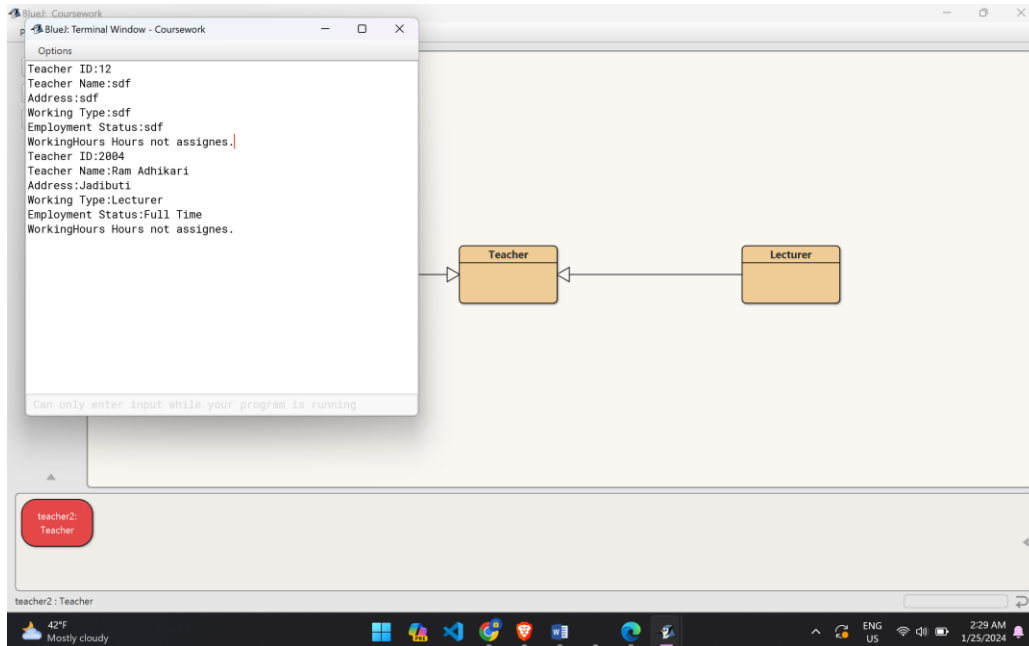 BlueJ: Coursework
BlueJ: Terminal Window - Coursework
Options
Teacher ID:12
Teacher Name:sdf
Address:sdf
Working Type:sdf
Employment Status:sdf
WorkingHours Hours not assignes.
Teacher ID:2004
Teacher Name:Ram Adhikari
Address:Jadibuti
Working Type:Lecturer
Employment Status:Full Time
WorkingHours Hours not assignes.
Can only enter input while your program is running
Teacher
Lecturer
teacher2:
Teacher
teacher2 : Teacher
42°F
Mostly cloudy
ENG
US
2:29 AM
1/25/2024